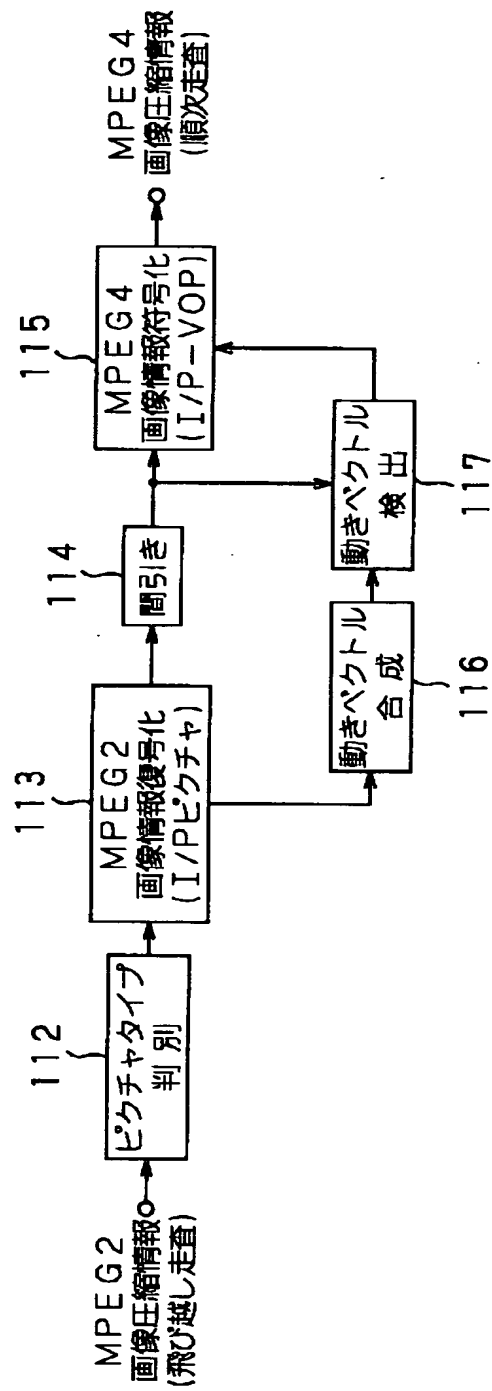 MPEG2
画像圧縮情報
(飛び越し走査)
112
ピクチャタイプ
判別
113
MPEG2
画像情報復号化
(I/Pピクチャ)
114
間引き
115
MPEG4
画像情報符号化
(I/P-VOP)
MPEG4
画像圧縮情報
(順次走査)
動きベクトル
合成
116
動きベクトル
検出
117